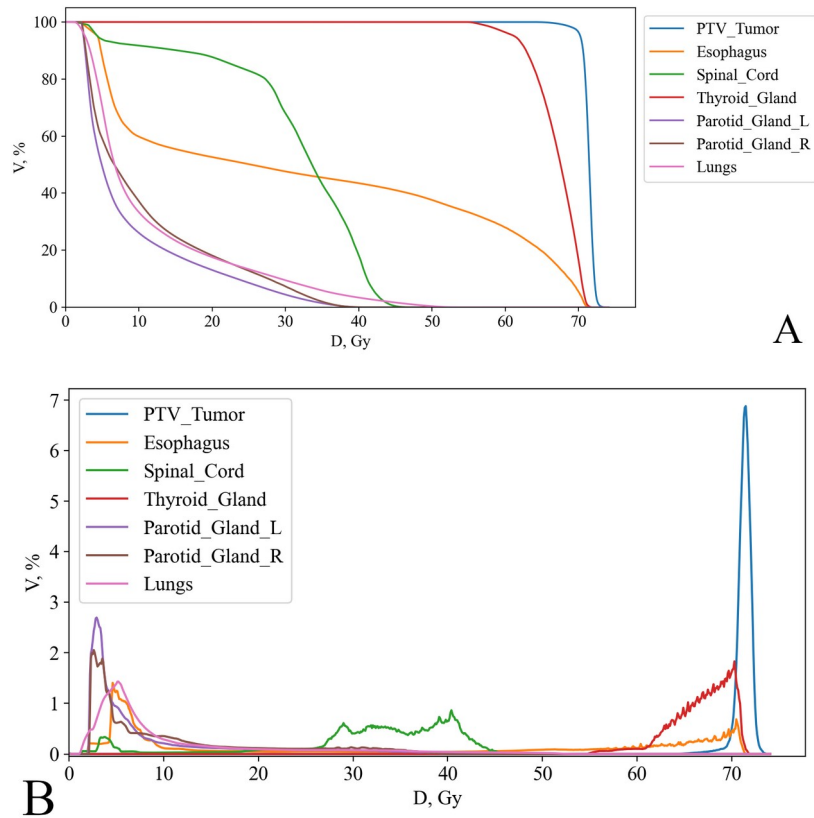 100
80
60
40
20
0
V, %
0 10 20 30 40 50 60 70
D, Gy
PTV_Tumor
Esophagus
Spinal_Cord
Thyroid_Gland
Parotid_Gland_L
Parotid_Gland_R
Lungs
A
7
6
5
4
3
2
1
0
V, %
PTV_Tumor
Esophagus
Spinal_Cord
Thyroid_Gland
Parotid_Gland_L
Parotid_Gland_R
Lungs
0 10 20 30 40 50 60 70
D, Gy
B